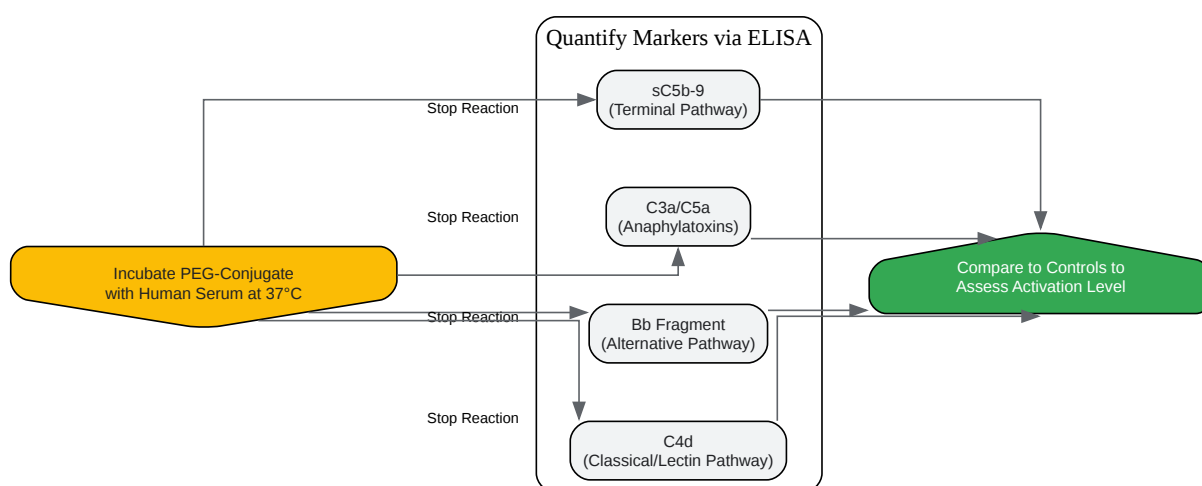 Quantify Markers via ELISA
sC5b-9
(Terminal Pathway)
Stop Reaction
C3a/C5a
(Anaphylatoxins)
Stop Reaction
Incubate PEG-Conjugate
with Human Serum at 37°C
Compare to Controls to
Assess Activation Level
Stop Reaction
Bb Fragment
(Alternative Pathway)
Stop Reaction
C4d
(Classical/Lectin Pathway)